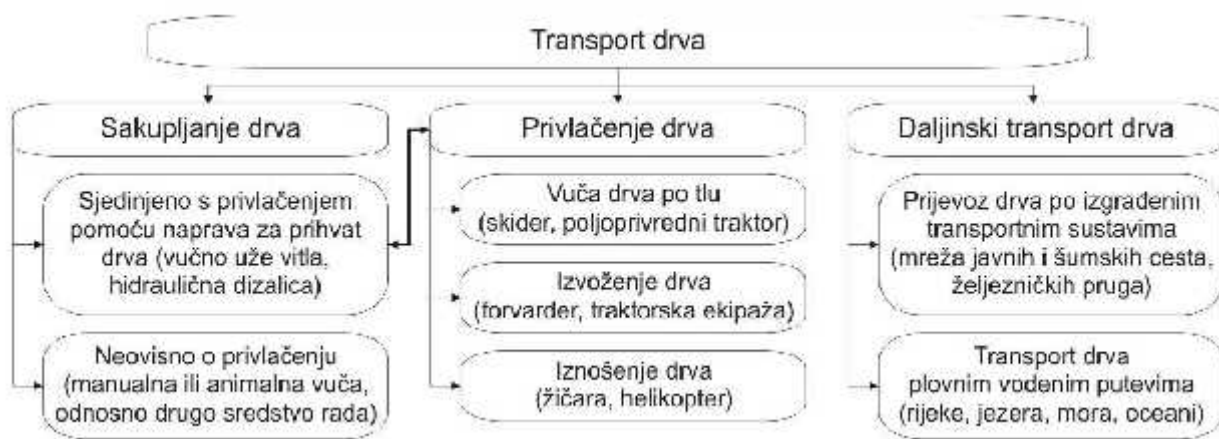 Transport drva
Sakupljanje drva
Sjedinjeno s privlačenjem
pomoću naprava za prihvat
drva (vučno uže vitla,
hidraulična dizalica)
Neovisno o privlačenju
(manualna ili animalna vuča,
odnosno drugo sredstvo rada)
Privlačenje drva
Vuča drva po tlu
(skider, poljoprivredni traktor)
Izvoženje drva
(forvarder, traktorska ekipaža)
Iznošenje drva
(žičara, helikopter)
Daljinski transport drva
Prijevoz drva po izgrađenim
transportnim sustavima
(mreža javnih i šumskih cesta,
željezničkih pruga)
Transport drva
plovnim vodenim putevima
(rijeke, jezera, mora, oceani)